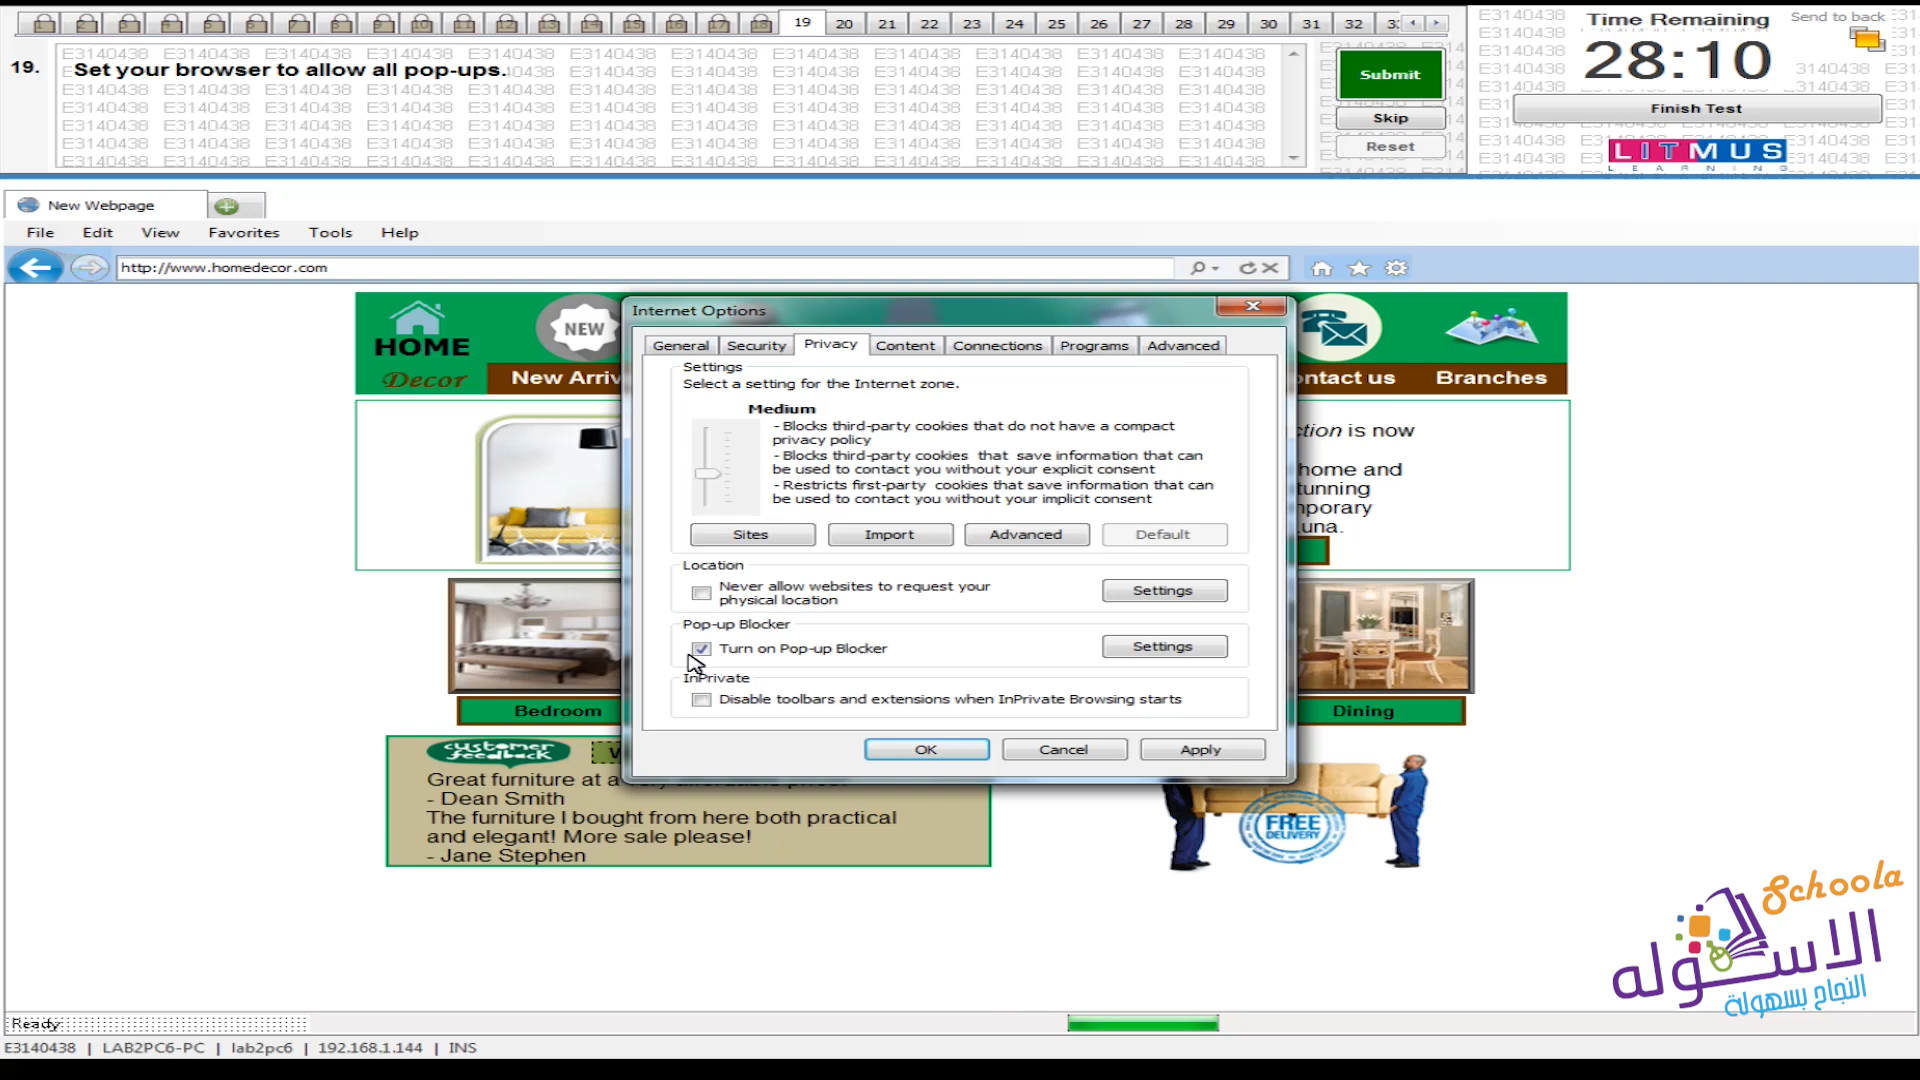 19 20 21 22 23 24 25 26 27 28 29 30 31 32
19. Set your browser to allow all pop-ups.
Submit
Skip
Reset
Time Remaining
28:10
Send to back
Finish Test
LITMUS
LEARNING
New Webpage
File Edit View Favorites Tools Help
http://www.homedecor.com
HOME
Decor
NEW
New Arriv
ontact us
Branches
Internet Options
General Security Privacy Content Connections Programs Advanced
Settings
Select a setting for the Internet zone.
Medium
- Blocks third-party cookies that do not have a compact
privacy policy
- Blocks third-party cookies that save information that can
be used to contact you without your explicit consent
- Restricts first-party cookies that save information that can
be used to contact you without your implicit consent
Sites Import Advanced Default
Location
Never allow websites to request your
physical location
Settings
Pop-up Blocker
Turn on Pop-up Blocker
Settings
InPrivate
Disable toolbars and extensions when InPrivate Browsing starts
OK Cancel Apply
ction is now
home and
tunning
mporary
una.
Bedroom
Dining
customer
feedback
Great furniture at a
- Dean Smith
The furniture I bought from here both practical
and elegant! More sale please!
- Jane Stephen
FREE
DELIVERY
Schoola
الاسكوله
النجاح بسهولة
Ready
E3140438 | LAB2PC6-PC | lab2pc6 | 192.168.1.144 | INS